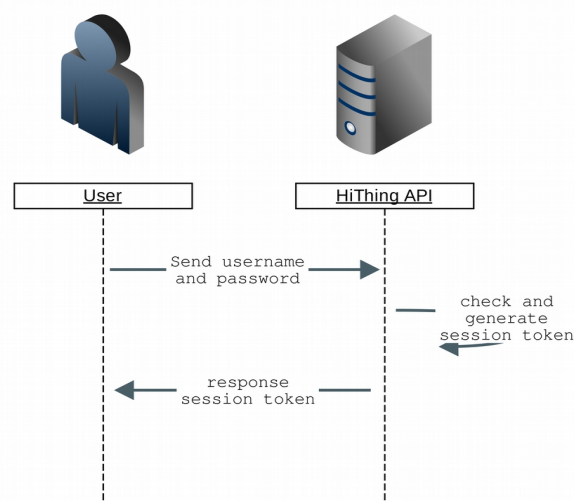 User
HiThing API
Send username
and password
check and
generate
session token
response
session token